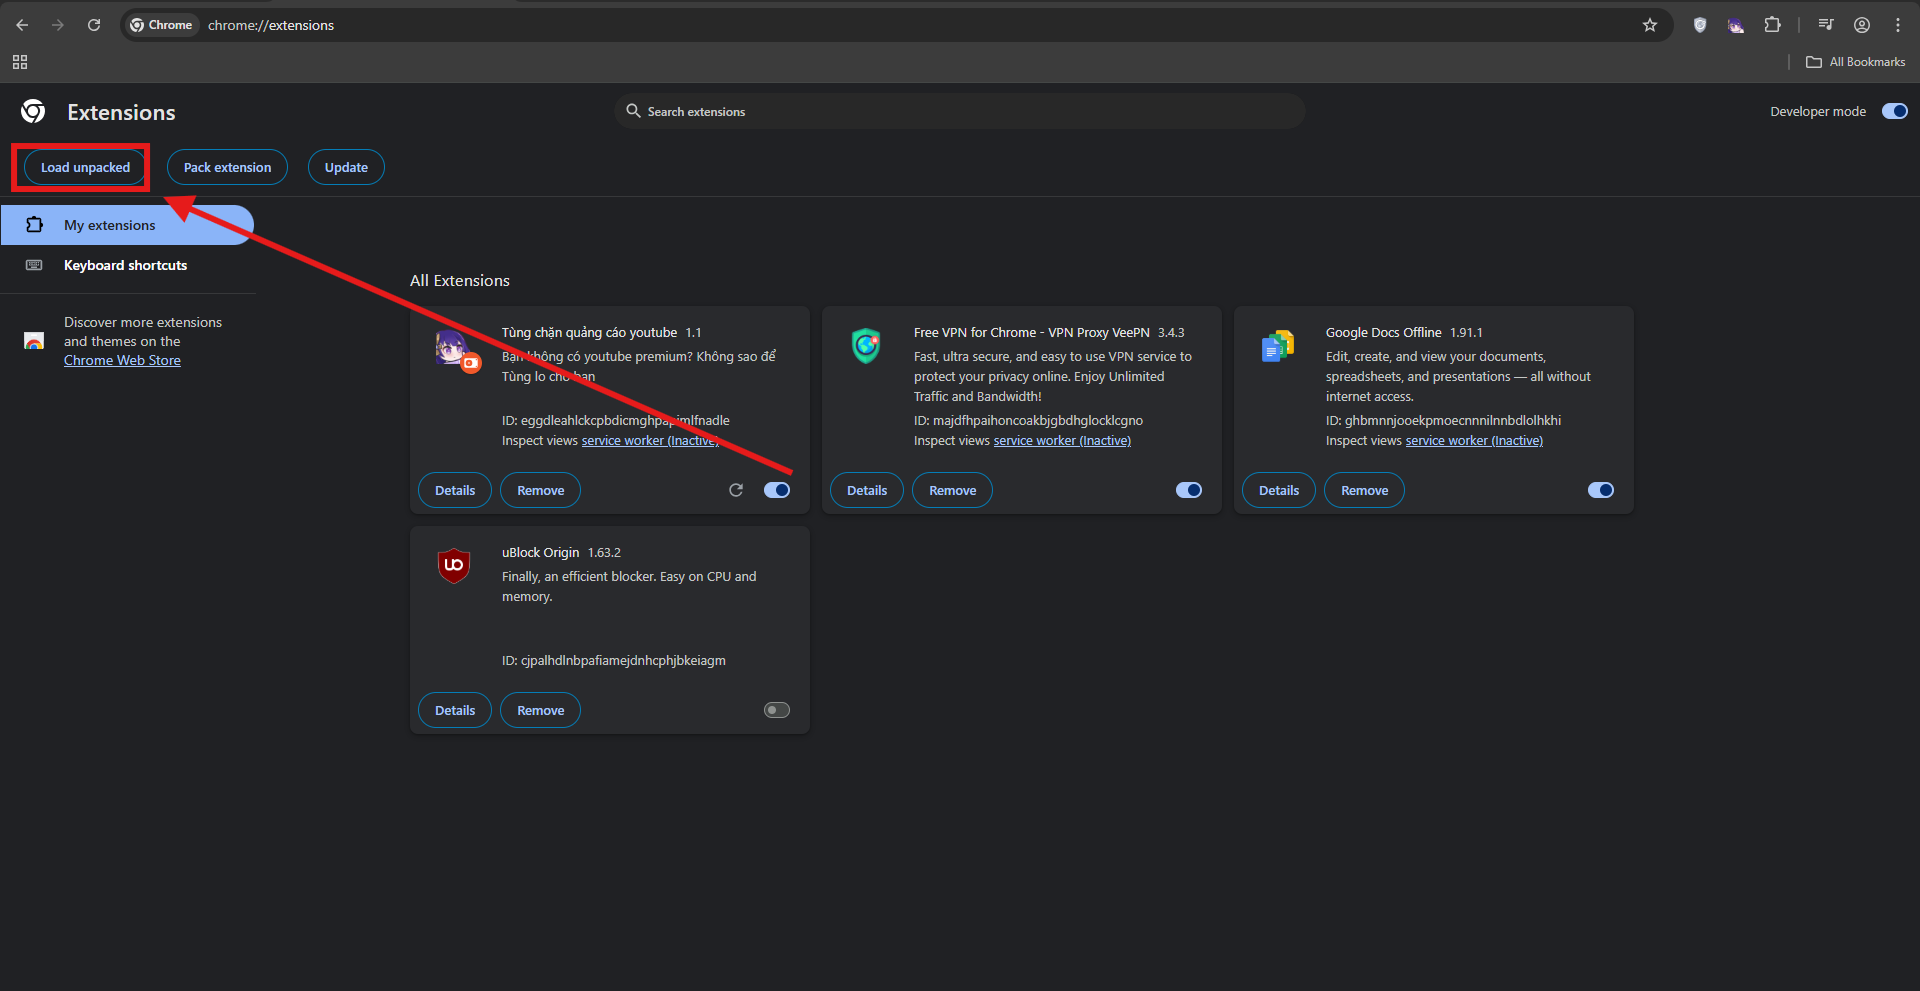 Chrome
chrome://extensions
All Bookmarks
Extensions
Search extensions
Developer mode
Load unpacked
Pack extension
Update
My extensions
Keyboard shortcuts
Discover more extensions
and themes on the
Chrome Web Store
All Extensions
Tùng chặn quảng cáo youtube 1.1
Bạn không có youtube premium? Không sao để
Tùng lo cho bạn
ID:
Inspect views service worker (Inactive)
Details
Remove
Free VPN for Chrome - VPN Proxy VeePN 3.4.3
Fast, ultra secure, and easy to use VPN service to
protect your privacy online. Enjoy Unlimited
Traffic and Bandwidth!
ID: majdfhpaihoncoakbjgbdhglocklcgno
Inspect views service worker (Inactive)
Details
Remove
Google Docs Offline 1.91.1
Edit, create, and view your documents,
spreadsheets, and presentations — all without
internet access.
ID: ghbmnnjooekpmoecnnnilnnbdlolhkhi
Inspect views service worker (Inactive)
Details
Remove
uBlock Origin 1.63.2
Finally, an efficient blocker. Easy on CPU and
memory.
ID: cjpalhdlnbpafiamejdnhcphjbkeiagm
Details
Remove
UO